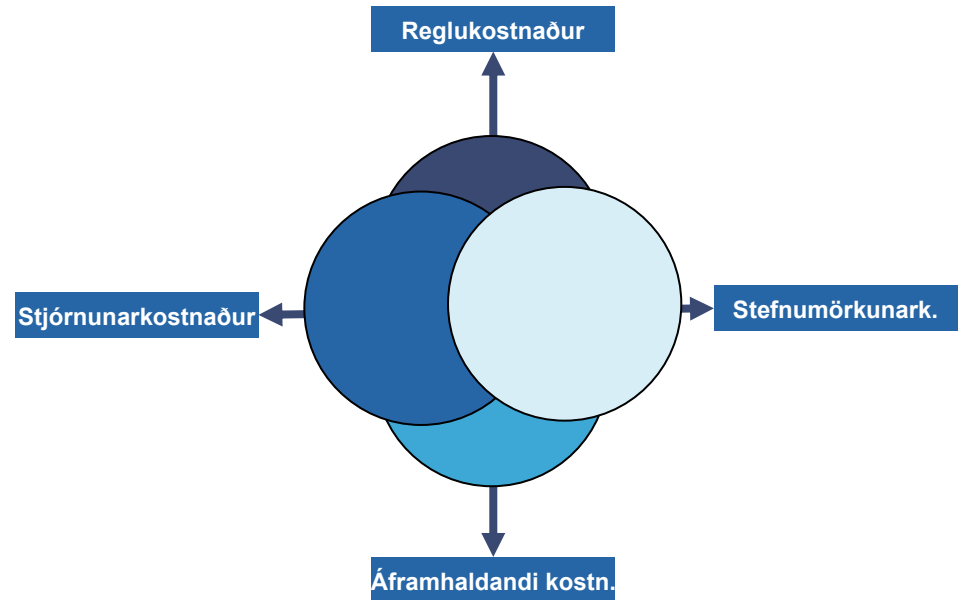 Reglukostnaður
Stjórnunarkostnaður
Stefnumörkunark.
Áframhaldandi kostn.